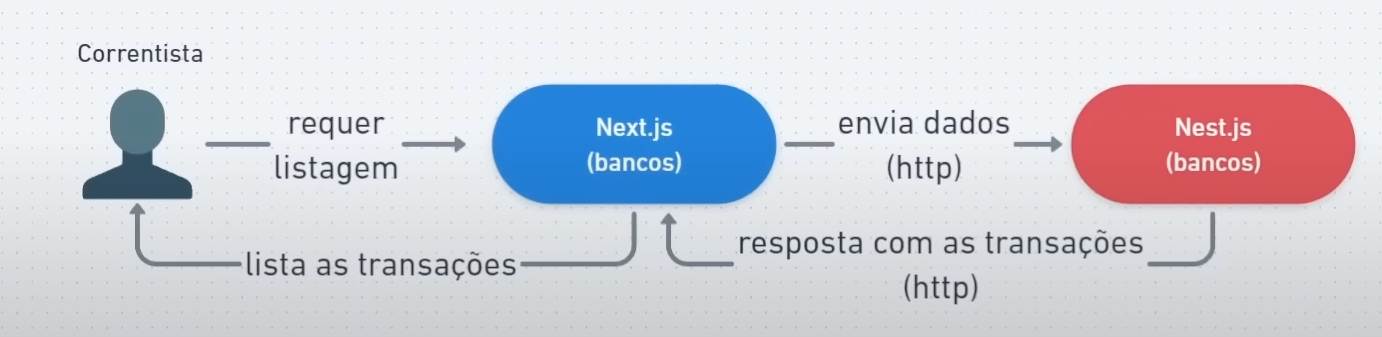 Correntista
requer
listagem
Next.js
(bancos)
envia dados
(http)
Nest.js
(bancos)
lista as transações
resposta com as transações
(http)